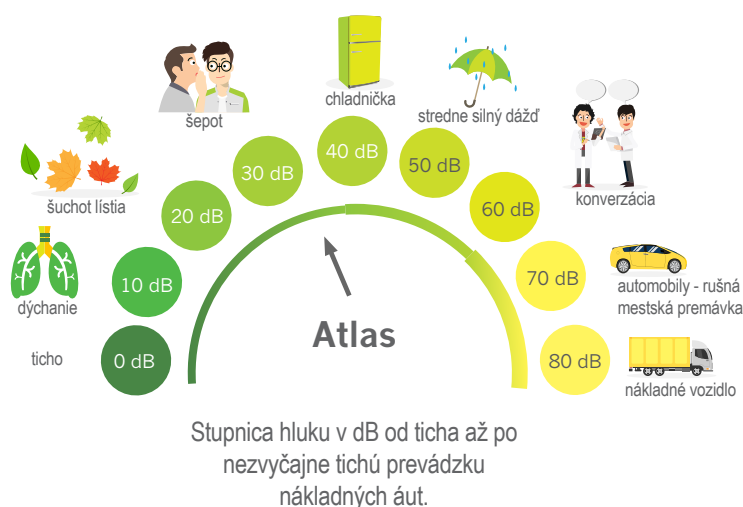 chladnička
šepot
stredne silný dážď
40 dB
30 dB
50 dB
konverzácia
šuchot lístia
20 dB
60 dB
10 dB
70 dB
dýchanie
automobily - rušná
mestská premávka
Atlas
ticho
0 dB
80 dB
nákladné vozidlo
Stupnica hluku v dB od ticha až po
nezvyčajne tichú prevádzku
nákladných áut.